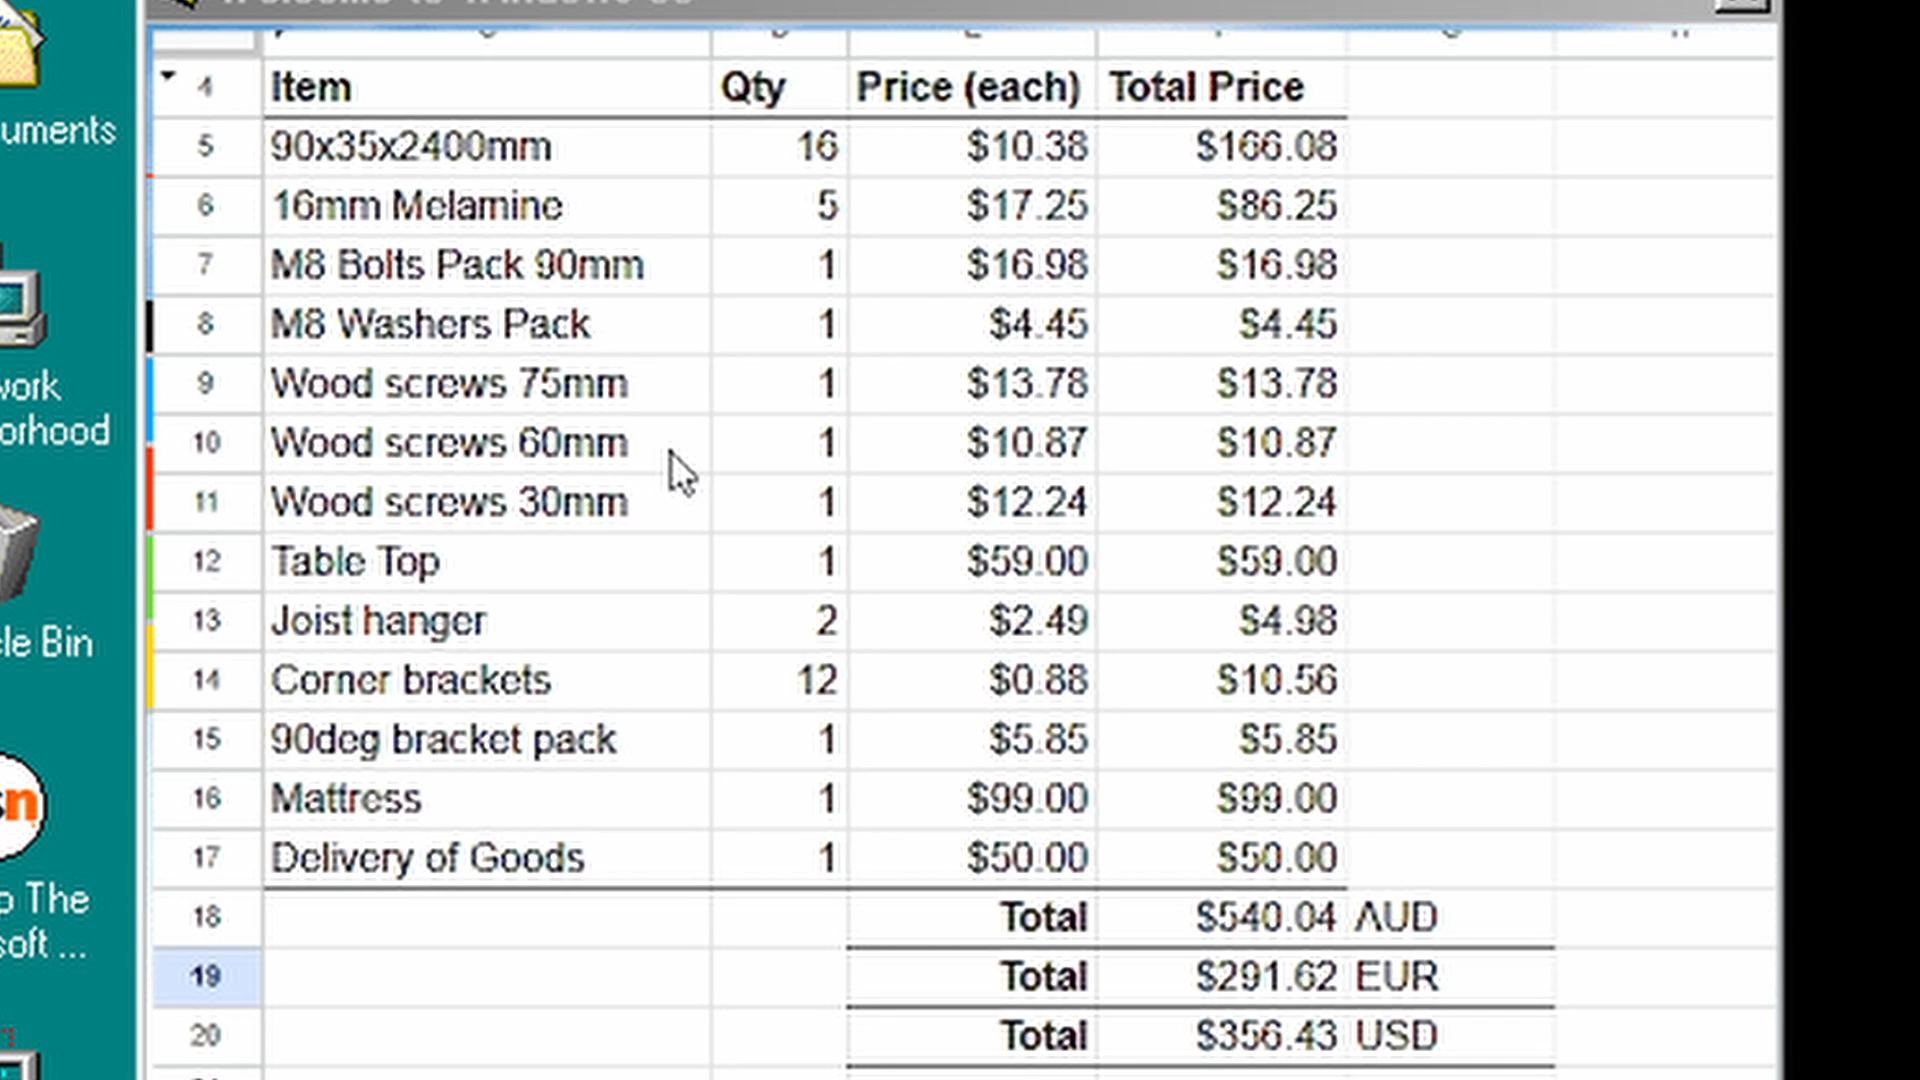 4 Item Qty Price (each) Total Price
5 90x35x2400mm 16 $10.38 $166.08
6 16mm Melamine 5 $17.25 $86.25
7 M8 Bolts Pack 90mm 1 $16.98 $16.98
8 M8 Washers Pack 1 $4.45 $4.45
9 Wood screws 75mm 1 $13.78 $13.78
10 Wood screws 60mm 1 $10.87 $10.87
11 Wood screws 30mm 1 $12.24 $12.24
12 Table Top 1 $59.00 $59.00
13 Joist hanger 2 $2.49 $4.98
14 Corner brackets 12 $0.88 $10.56
15 90deg bracket pack 1 $5.85 $5.85
16 Mattress 1 $99.00 $99.00
17 Delivery of Goods 1 $50.00 $50.00
18 Total $540.04 AUD
19 Total $291.62 EUR
20 Total $356.43 USD
uments
work
orhood
cle Bin
sn
o The
soft ...